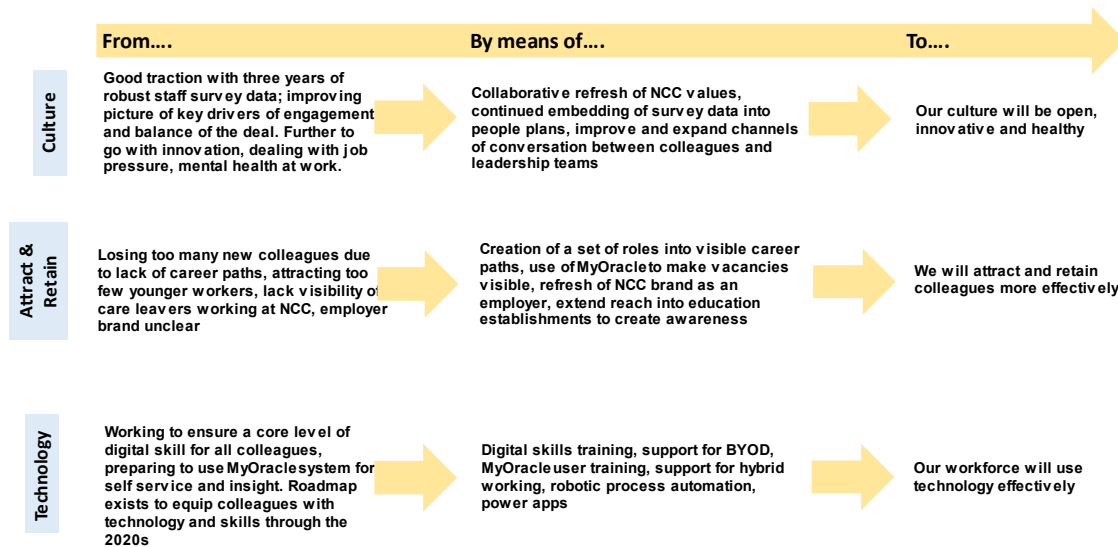 From....
By means of....
To....
Culture
Good traction with three years of
robust staff survey data; improving
picture of key drivers of engagement
and balance of the deal. Further to
go with innovation, dealing with job
pressure, mental health at work.
Collaborative refresh of NCC values,
continued embedding of survey data into
people plans, improve and expand channels
of conversation between colleagues and
leadership teams
Our culture will be open,
innovative and healthy
Attract &
Retain
Losing too many new colleagues due
to lack of career paths, attracting too
few younger workers, lack visibility of
care leavers working at NCC, employer
brand unclear
Creation of a set of roles into visible career
paths, use of MyOracle to make vacancies
visible, refresh of NCC brand as an
employer, extend reach into education
establishments to create awareness
We will attract and retain
colleagues more effectively
Technology
Working to ensure a core level of
digital skill for all colleagues,
preparing to use MyOracle system for
self service and insight. Roadmap
exists to equip colleagues with
technology and skills through the
2020s
Digital skills training, support for BYOD,
MyOracle user training, support for hybrid
working, robotic process automation,
power apps
Our workforce will use
technology effectively